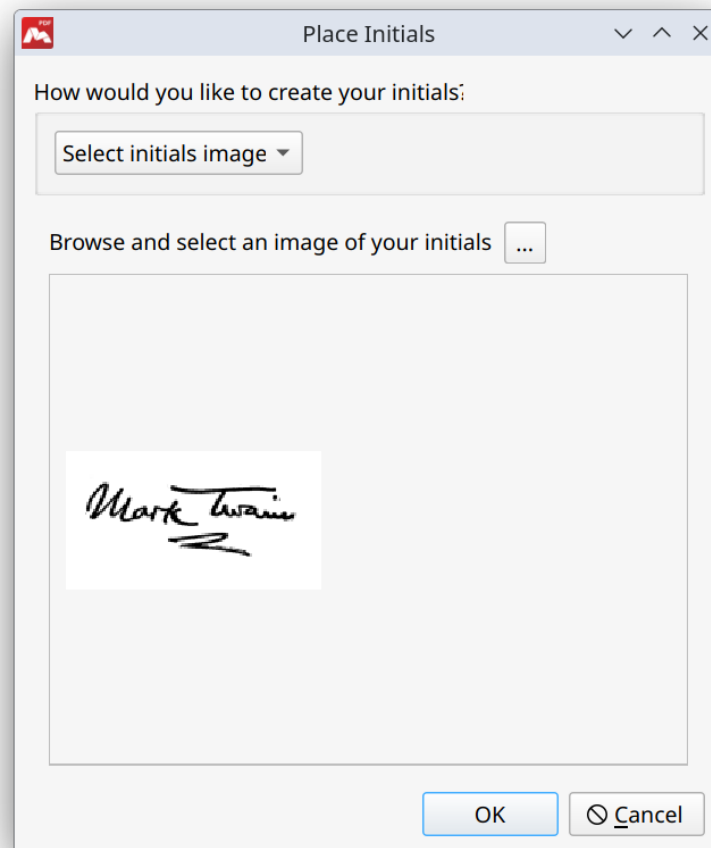 PDF
Place Initials
How would you like to create your initials?
Select initials image
Browse and select an image of your initials ...
Mark Twain
OK
Cancel